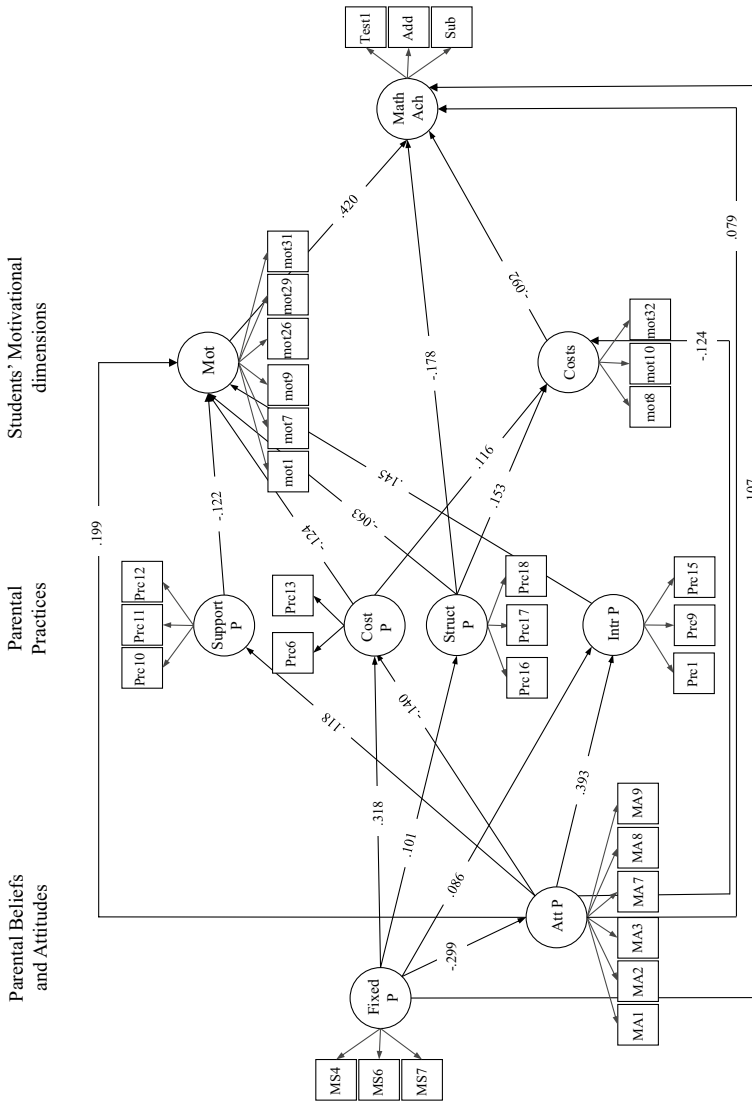 Parental Beliefs
and Attitudes
Parental
Practices
Students’ Motivational
dimensions
.199
Prc10
Prc11
Prc12
Support
P
-.122
Mot
mot1
mot7
mot9
mot26
mot29
mot31
.420
Test1
Add
Sub
Math
Ach
MS4
MS6
MS7
Fixed
P
.118
.318
.101
.086
-.299
-.140
.393
Prc6
Prc13
Cost
P
-.124
-.063
.145
.116
.153
-.178
Struct
P
Prc16
Prc17
Prc18
-.092
Costs
mot8
mot10
mot32
Att P
MA1
MA2
MA3
MA7
MA8
MA9
Intr P
Prc1
Prc9
Prc15
-.124
.079